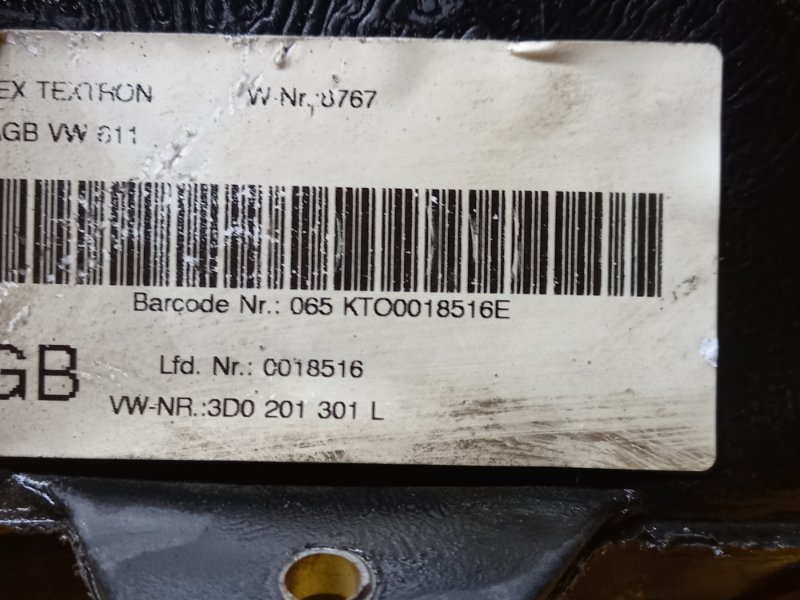 EX TEXTRON W-Nr.:8767
GB VW 611
Barcode Nr.: 065 KTO0018516E
Lfd. Nr.: 0018516
GB
VW-NR.:3D0 201 301 L